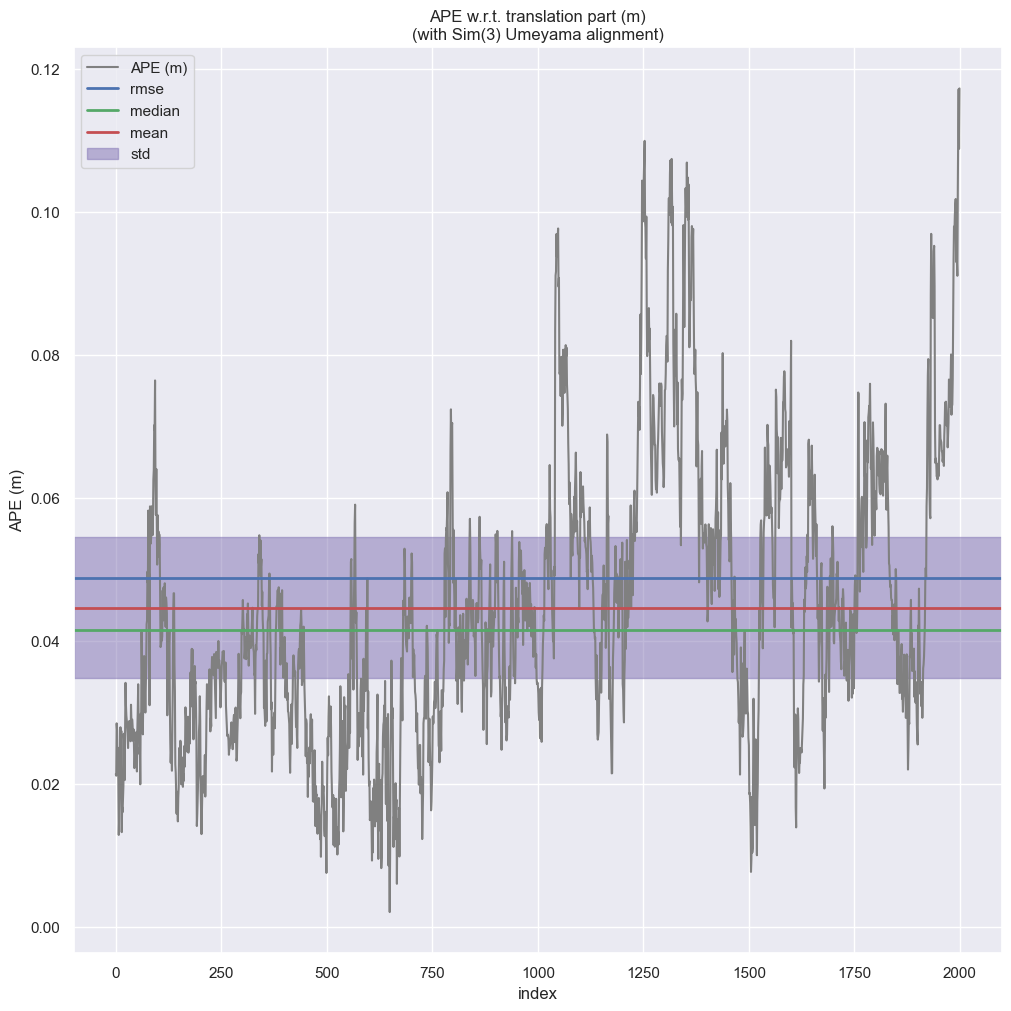 APE w.r.t. translation part (m)
(with Sim(3) Umeyama alignment)
APE (m)
rmse
median
mean
std
APE (m)
0.12
0.10
0.08
0.06
0.04
0.02
0.00
0
250
500
750
1000
1250
1500
1750
2000
index